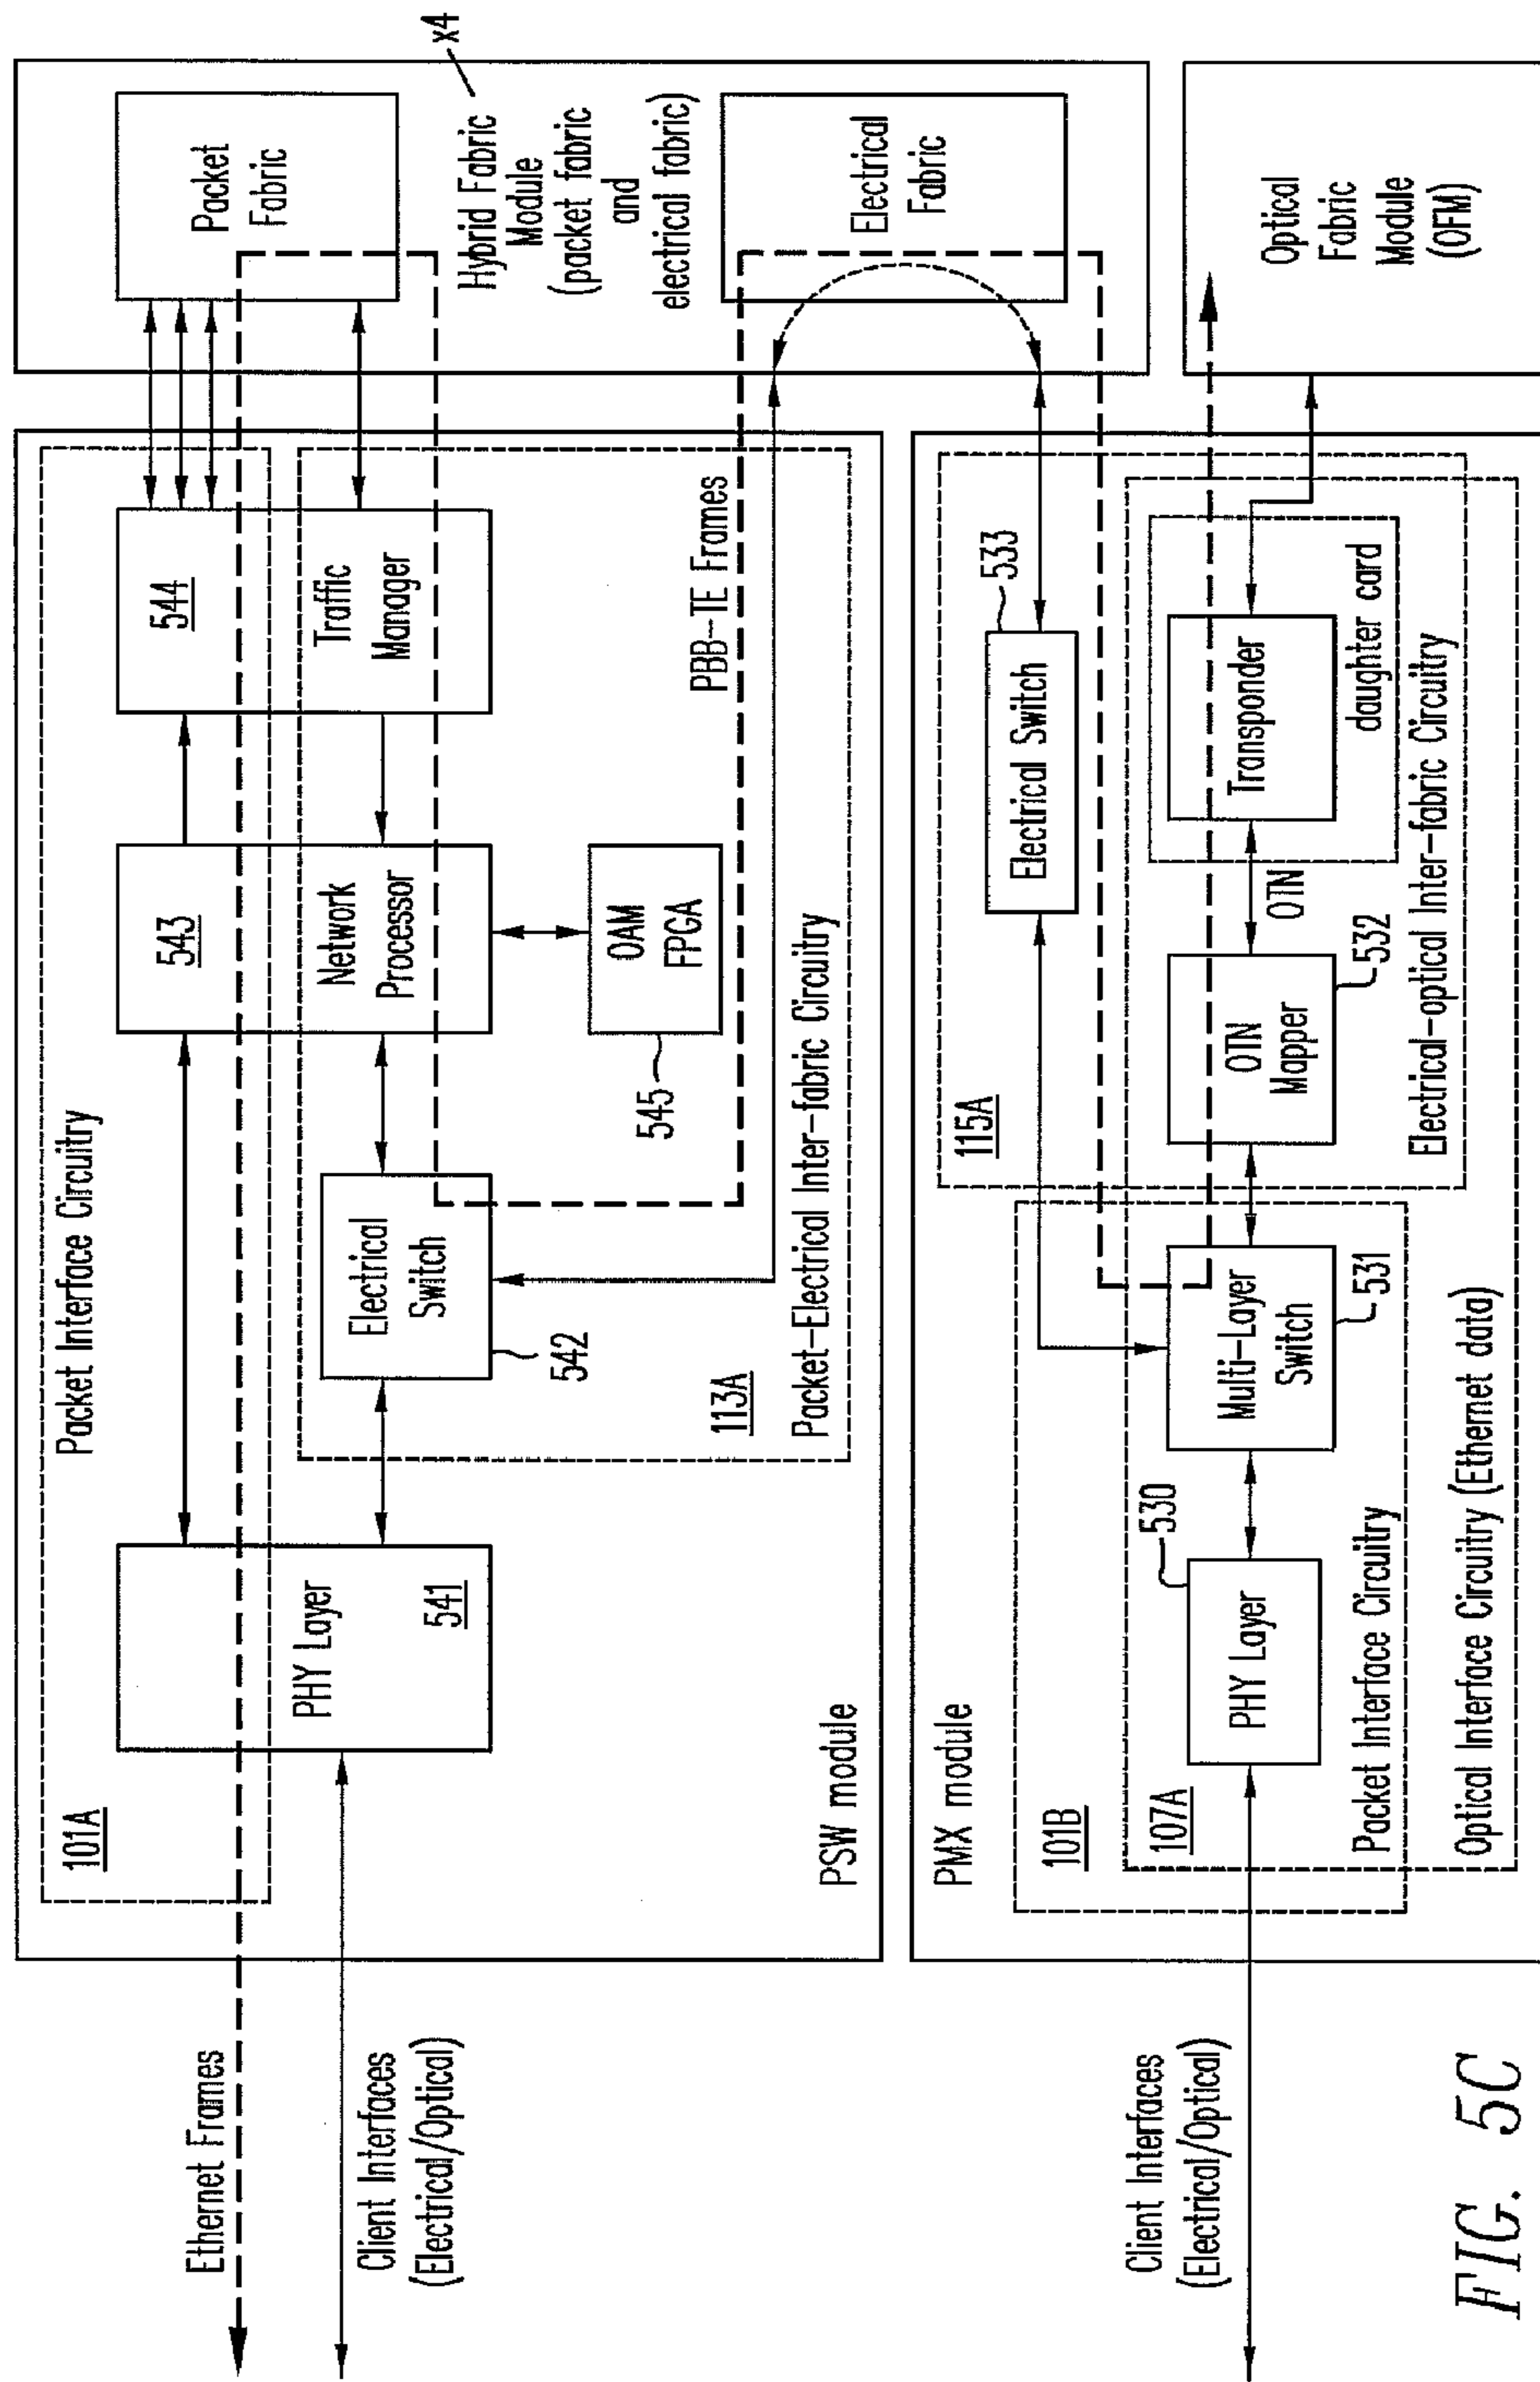 Ethernet Frames
Client Interfaces
(Electrical/Optical)
101A
Packet Interface Circuitry
PHY Layer
541
543
Network
Processor
544
Traffic
Manager
Electrical
Switch
542
OAM
FPGA
545
113A
Packet-Electrical Inter-fabric Circuitry
PBB-TE Frames
PSW module
Packet
Fabric
x4
Hybrid Fabric
Module
(packet fabric
and
electrical fabric)
Electrical
Fabric
Client Interfaces
(Electrical/Optical)
PMX module
101B
107A
PHY Layer
530
Multi-Layer
Switch
531
Packet Interface Circuitry
Optical Interface Circuitry (Ethernet data)
115A
Electrical Switch
533
OTN
Mapper
532
OTN
Transponder
daughter card
Electrical-optical Inter-fabric Circuitry
Optical
Fabric
Module
(OFM)
FIG. 5C